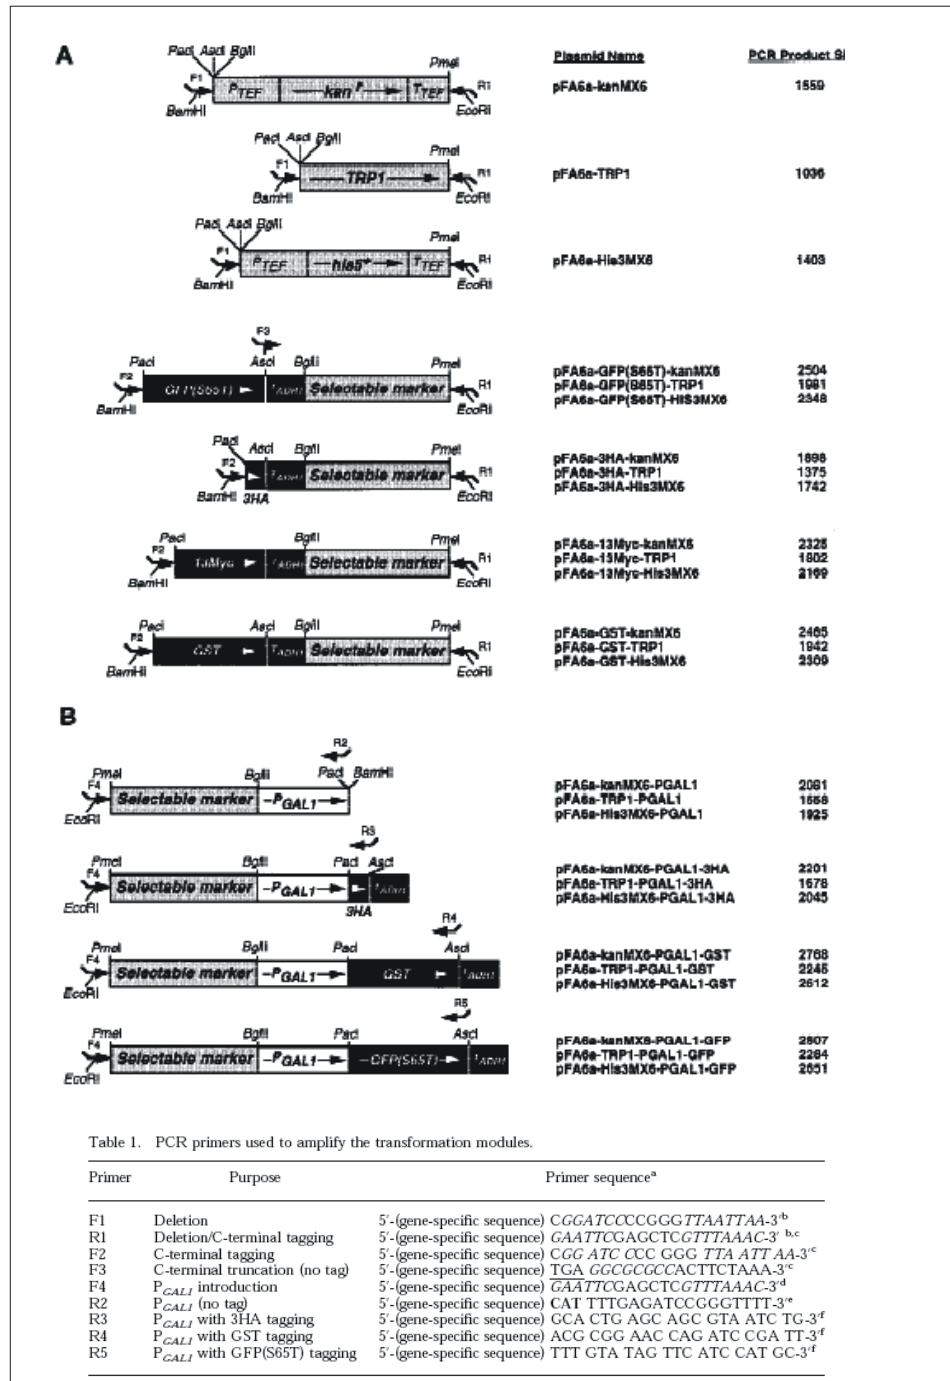 A
Plasmid Name PCR Product Si
PacI AscI BglII
PmeI
F1 PTEF kan r TTEF R1 pFA6a-kanMX6 1559
BamHI EcoRI
PacI AscI BglII
PmeI
F1 TRP1 R1 pFA6a-TRP1 1036
BamHI EcoRI
PacI AscI BglII
PmeI
F1 PTEF his5+ TTEF R1 pFA6a-His3MX6 1403
BamHI EcoRI
F3
PacI AscI BglII PmeI
F2 GFP(S65T) TADH1 Selectable marker R1
BamHI EcoRI
pFA6a-GFP(S65T)-kanMX6 2504
pFA6a-GFP(S65T)-TRP1 1981
pFA6a-GFP(S65T)-HIS3MX6 2348
PacI AscI BglII PmeI
F2 TADH1 Selectable marker R1
BamHI 3HA EcoRI
pFA6a-3HA-kanMX6 1898
pFA6a-3HA-TRP1 1375
pFA6a-3HA-His3MX6 1742
PacI AscI BglII PmeI
F2 13Myc TADH1 Selectable marker R1
BamHI EcoRI
pFA6a-13Myc-kanMX6 2325
pFA6a-13Myc-TRP1 1802
pFA6a-13Myc-His3MX6 2169
PacI AscI BglII PmeI
F2 GST TADH1 Selectable marker R1
BamHI EcoRI
pFA6a-GST-kanMX6 2465
pFA6a-GST-TRP1 1942
pFA6a-GST-His3MX6 2309
B
R2
PmeI BglII PacI BamHI
F4 Selectable marker PGAL1
EcoRI
pFA6a-kanMX6-PGAL1 2081
pFA6a-TRP1-PGAL1 1558
pFA6a-His3MX6-PGAL1 1925
R3
PmeI BglII PacI AscI
F4 Selectable marker PGAL1 TADH1
EcoRI 3HA
pFA6a-kanMX6-PGAL1-3HA 2201
pFA6a-TRP1-PGAL1-3HA 1678
pFA6a-His3MX6-PGAL1-3HA 2045
R4
PmeI BglII PacI AscI
F4 Selectable marker PGAL1 GST TADH1
EcoRI
pFA6a-kanMX6-PGAL1-GST 2768
pFA6a-TRP1-PGAL1-GST 2245
pFA6a-His3MX6-PGAL1-GST 2612
R5
PmeI BglII PacI AscI
F4 Selectable marker PGAL1 GFP(S65T) TADH1
EcoRI
pFA6a-kanMX6-PGAL1-GFP 2807
pFA6a-TRP1-PGAL1-GFP 2284
pFA6a-His3MX6-PGAL1-GFP 2651
Table 1. PCR primers used to amplify the transformation modules.
Primer Purpose Primer sequence^a
F1 Deletion 5′-(gene-specific sequence) CGGATCCCCGGGTTAATTAA-3′^b
R1 Deletion/C-terminal tagging 5′-(gene-specific sequence) GAATTCGAGCTCGTTTAAAC-3′ ^b,c
F2 C-terminal tagging 5′-(gene-specific sequence) CGG ATC CCC GGG TTA ATT AA-3′^c
F3 C-terminal truncation (no tag) 5′-(gene-specific sequence) TGA GGCGCGCCACTTCTAAA-3′^c
F4 PGAL1 introduction 5′-(gene-specific sequence) GAATTCGAGCTCGTTTAAAC-3′^d
R2 PGAL1 (no tag) 5′-(gene-specific sequence) CAT TTTGAGATCCGGGTTTT-3′^e
R3 PGAL1 with 3HA tagging 5′-(gene-specific sequence) GCA CTG AGC AGC GTA ATC TG-3′^f
R4 PGAL1 with GST tagging 5′-(gene-specific sequence) ACG CGG AAC CAG ATC CGA TT-3′^f
R5 PGAL1 with GFP(S65T) tagging 5′-(gene-specific sequence) TTT GTA TAG TTC ATC CAT GC-3′^f